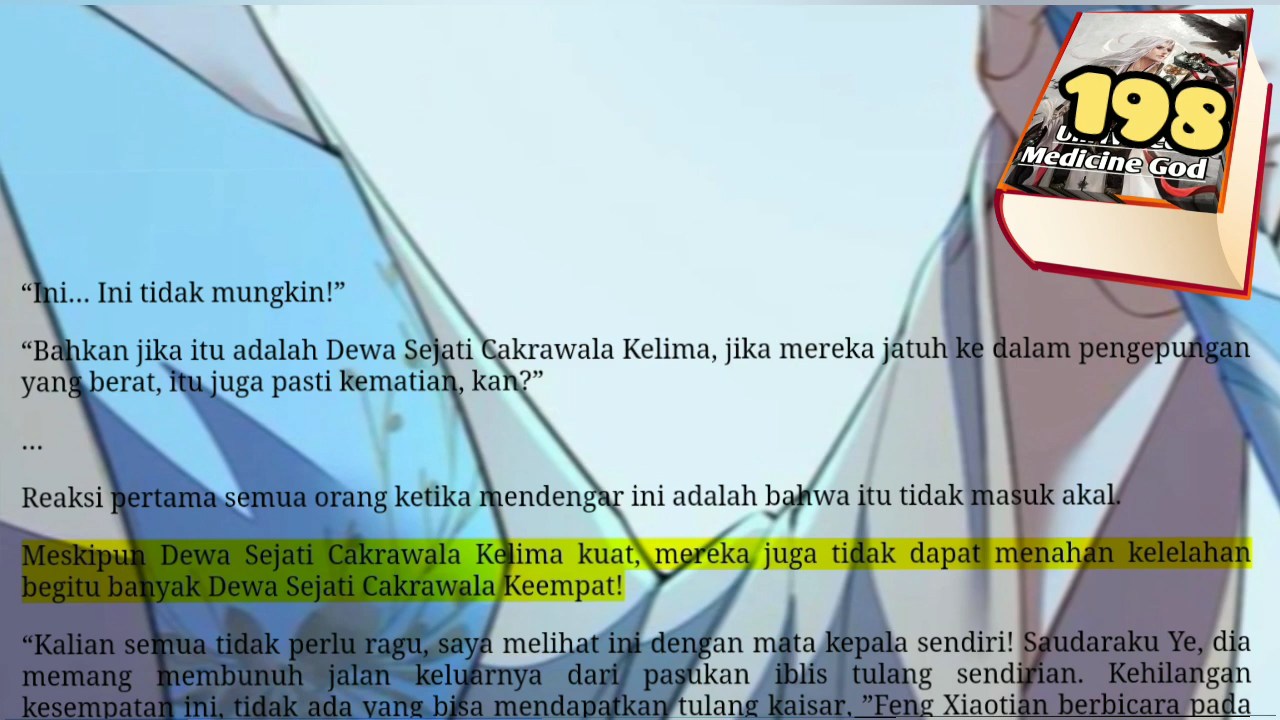 198
Medicine God
“Ini... Ini tidak mungkin!”
“Bahkan jika itu adalah Dewa Sejati Cakrawala Kelima, jika mereka jatuh ke dalam pengepungan
yang berat, itu juga pasti kematian, kan?”
...
Reaksi pertama semua orang ketika mendengar ini adalah bahwa itu tidak masuk akal.
Meskipun Dewa Sejati Cakrawala Kelima kuat, mereka juga tidak dapat menahan kelelahan
begitu banyak Dewa Sejati Cakrawala Keempat!
“Kalian semua tidak perlu ragu, saya melihat ini dengan mata kepala sendiri! Saudaraku Ye, dia
memang membunuh jalan keluarnya dari pasukan iblis tulang sendirian. Kehilangan
kesempatan ini, tidak ada yang bisa mendapatkan tulang kaisar, ”Feng Xiaotian berbicara pada